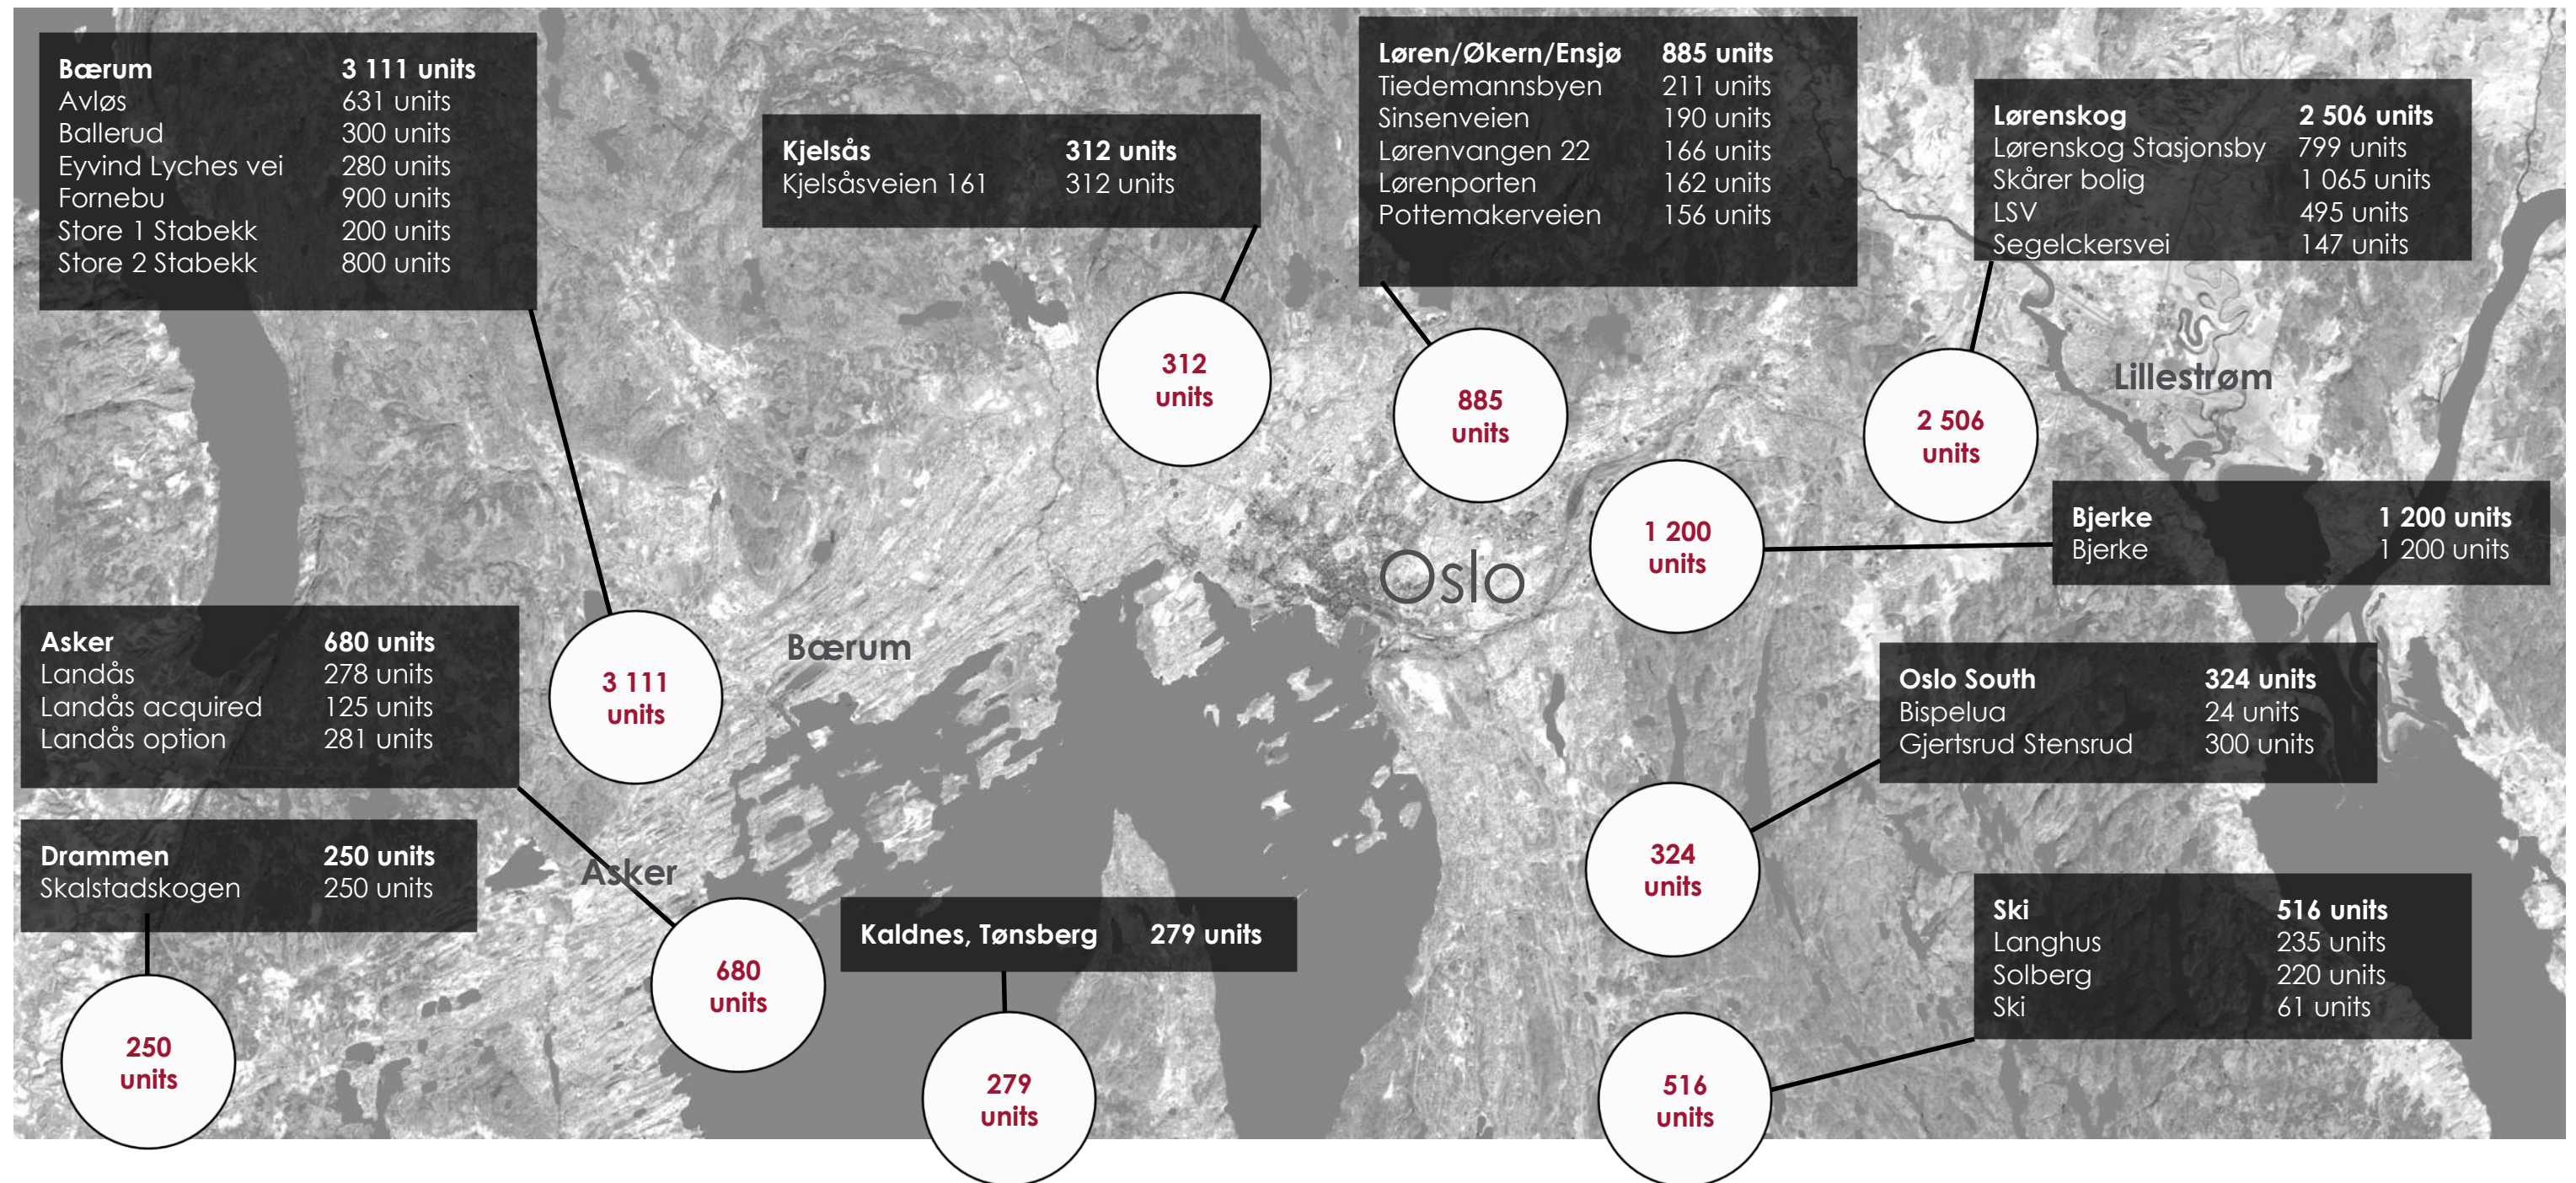 Bærum 3 111 units
Avløs 631 units
Ballerud 300 units
Eyvind Lyches vei 280 units
Fornebu 900 units
Store 1 Stabekk 200 units
Store 2 Stabekk 800 units
Kjelsås 312 units
Kjelsåsveien 161 312 units
Løren/Økern/Ensjø 885 units
Tiedemannsbyen 211 units
Sinsenveien 190 units
Lørenvangen 22 166 units
Lørenporten 162 units
Pottemakerveien 156 units
Lørenskog 2 506 units
Lørenskog Stasjonsby 799 units
Skårer bolig 1 065 units
LSV 495 units
Segelckersvei 147 units
312
units
885
units
2 506
units
Lillestrøm
1 200
units
Bjerke 1 200 units
Bjerke 1 200 units
Oslo
Bærum
3 111
units
Asker 680 units
Landås 278 units
Landås acquired 125 units
Landås option 281 units
Oslo South 324 units
Bispelua 24 units
Gjertsrud Stensrud 300 units
324
units
Drammen 250 units
Skalstadskogen 250 units
Asker
680
units
Kaldnes, Tønsberg 279 units
Ski 516 units
Langhus 235 units
Solberg 220 units
Ski 61 units
250
units
279
units
516
units